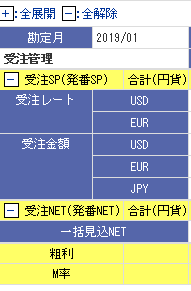 +:全展開 −:全解除
勘定月 2019/01
受注管理
− 受注SP(発番SP) 合計(円貨)
受注レート USD
EUR
受注金額 USD
EUR
JPY
− 受注NET(発番NET) 合計(円貨)
一括見込NET
粗利
M率